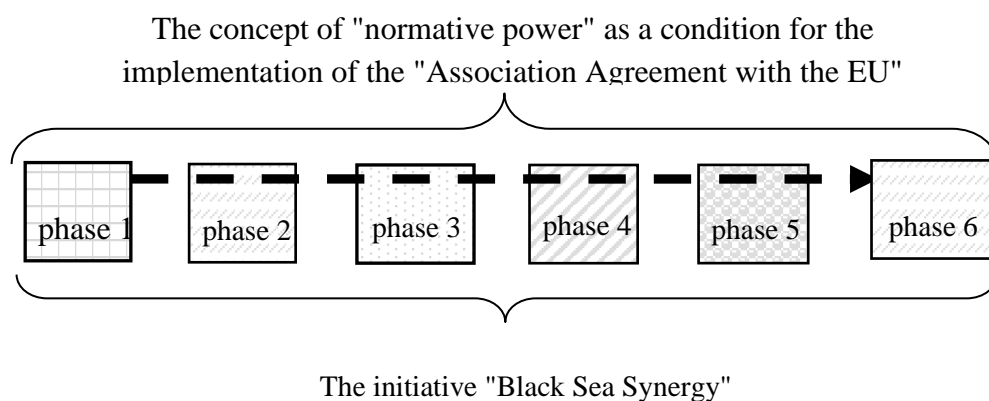 The concept of "normative power" as a condition for the
implementation of the "Association Agreement with the EU"
phase 1 phase 2 phase 3 phase 4 phase 5 phase 6
The initiative "Black Sea Synergy"